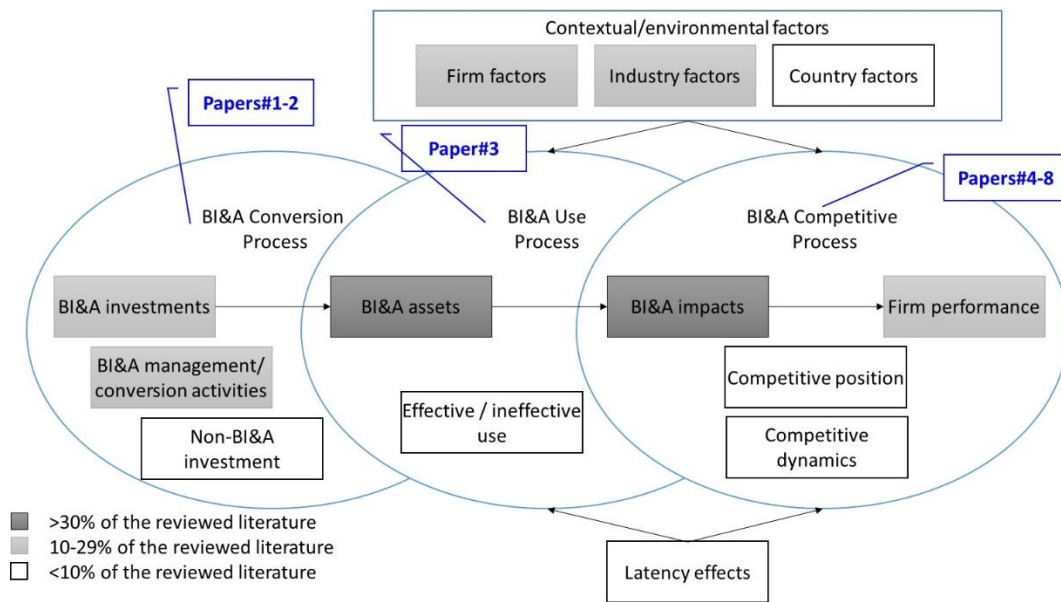 Contextual/environmental factors
Firm factors
Industry factors
Country factors
Papers#1-2
Paper#3
Papers#4-8
BI&A Conversion
Process
BI&A Use
Process
BI&A Competitive
Process
BI&A investments
BI&A assets
BI&A impacts
Firm performance
BI&A management/
conversion activities
Non-BI&A
investment
Effective / ineffective
use
Competitive position
Competitive
dynamics
>30% of the reviewed literature
10-29% of the reviewed literature
<10% of the reviewed literature
Latency effects